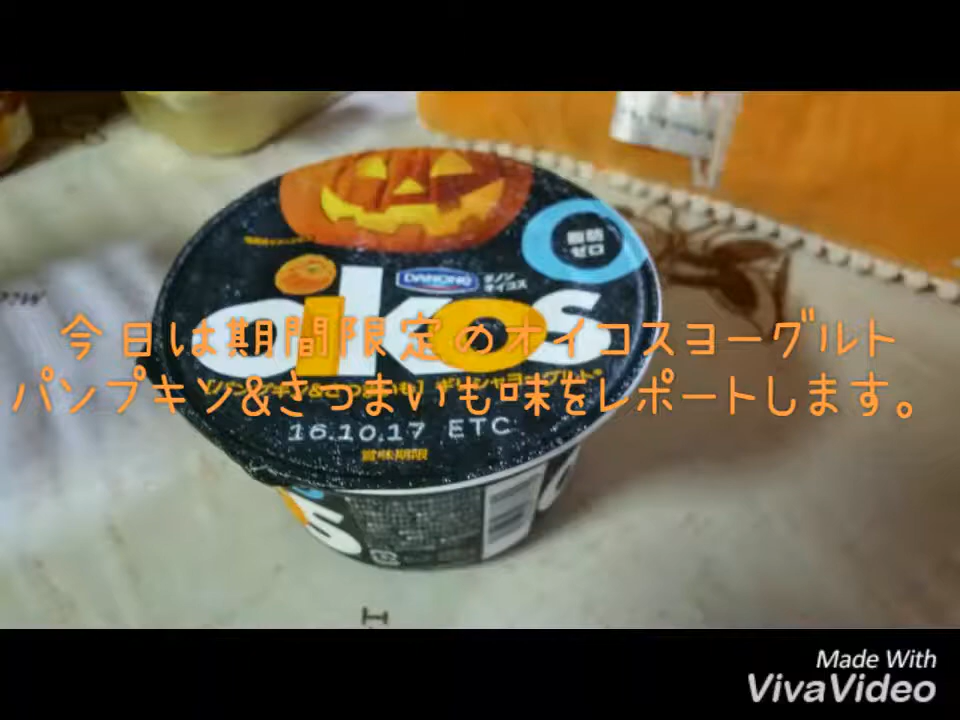 脂肪
ゼロ
DANONE
ダノン
オイコス
oikos
今日は期間限定のオイコスヨーグルト
パンプキン&さつまいも味をレポートします。
16.10.17 ETC
賞味期限
Made With
VivaVideo